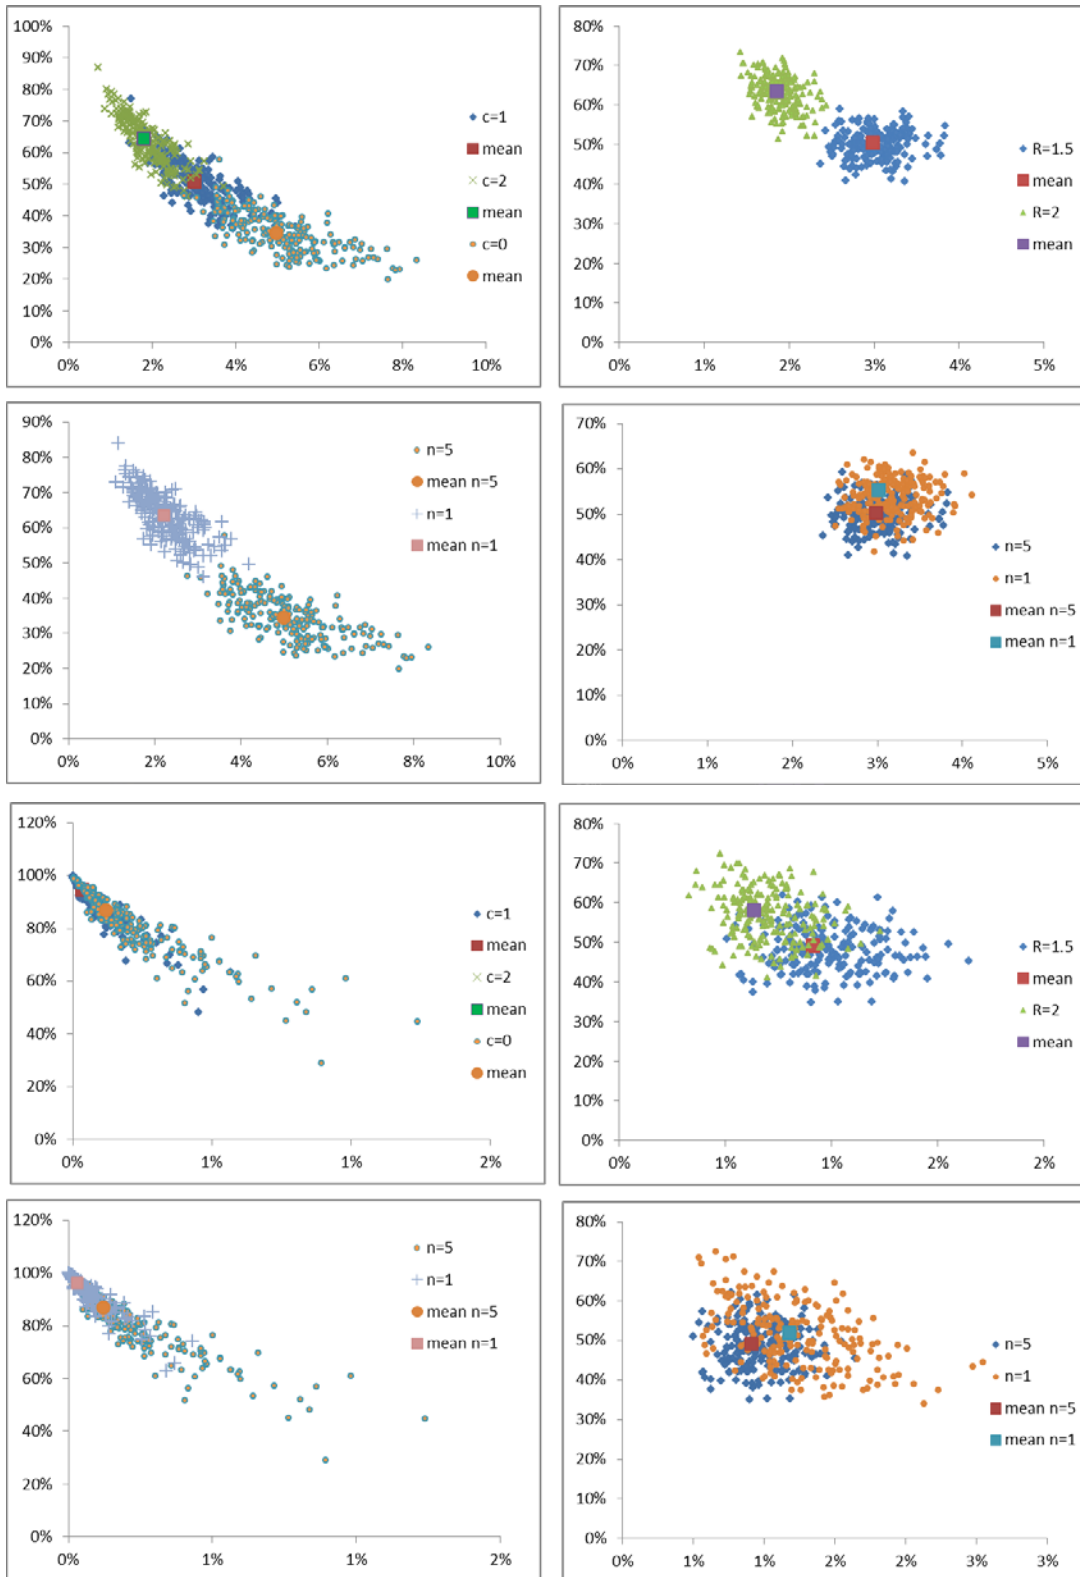 100%
90%
80%
70%
60%
50%
40%
30%
20%
10%
0%
0% 2% 4% 6% 8% 10%
c=1
mean
c=2
mean
c=0
mean
80%
70%
60%
50%
40%
30%
20%
10%
0%
0% 1% 2% 3% 4% 5%
R=1.5
mean
R=2
mean
90%
80%
70%
60%
50%
40%
30%
20%
10%
0%
0% 2% 4% 6% 8% 10%
n=5
mean n=5
n=1
mean n=1
70%
60%
50%
40%
30%
20%
10%
0%
0% 1% 2% 3% 4% 5%
n=5
n=1
mean n=5
mean n=1
120%
100%
80%
60%
40%
20%
0%
0% 1% 1% 2%
c=1
mean
c=2
mean
c=0
mean
80%
70%
60%
50%
40%
30%
20%
10%
0%
0% 1% 1% 2% 2%
R=1.5
mean
R=2
mean
120%
100%
80%
60%
40%
20%
0%
0% 1% 1% 2%
n=5
n=1
mean n=5
mean n=1
80%
70%
60%
50%
40%
30%
20%
10%
0%
0% 1% 1% 2% 2% 3% 3%
n=5
n=1
mean n=5
mean n=1